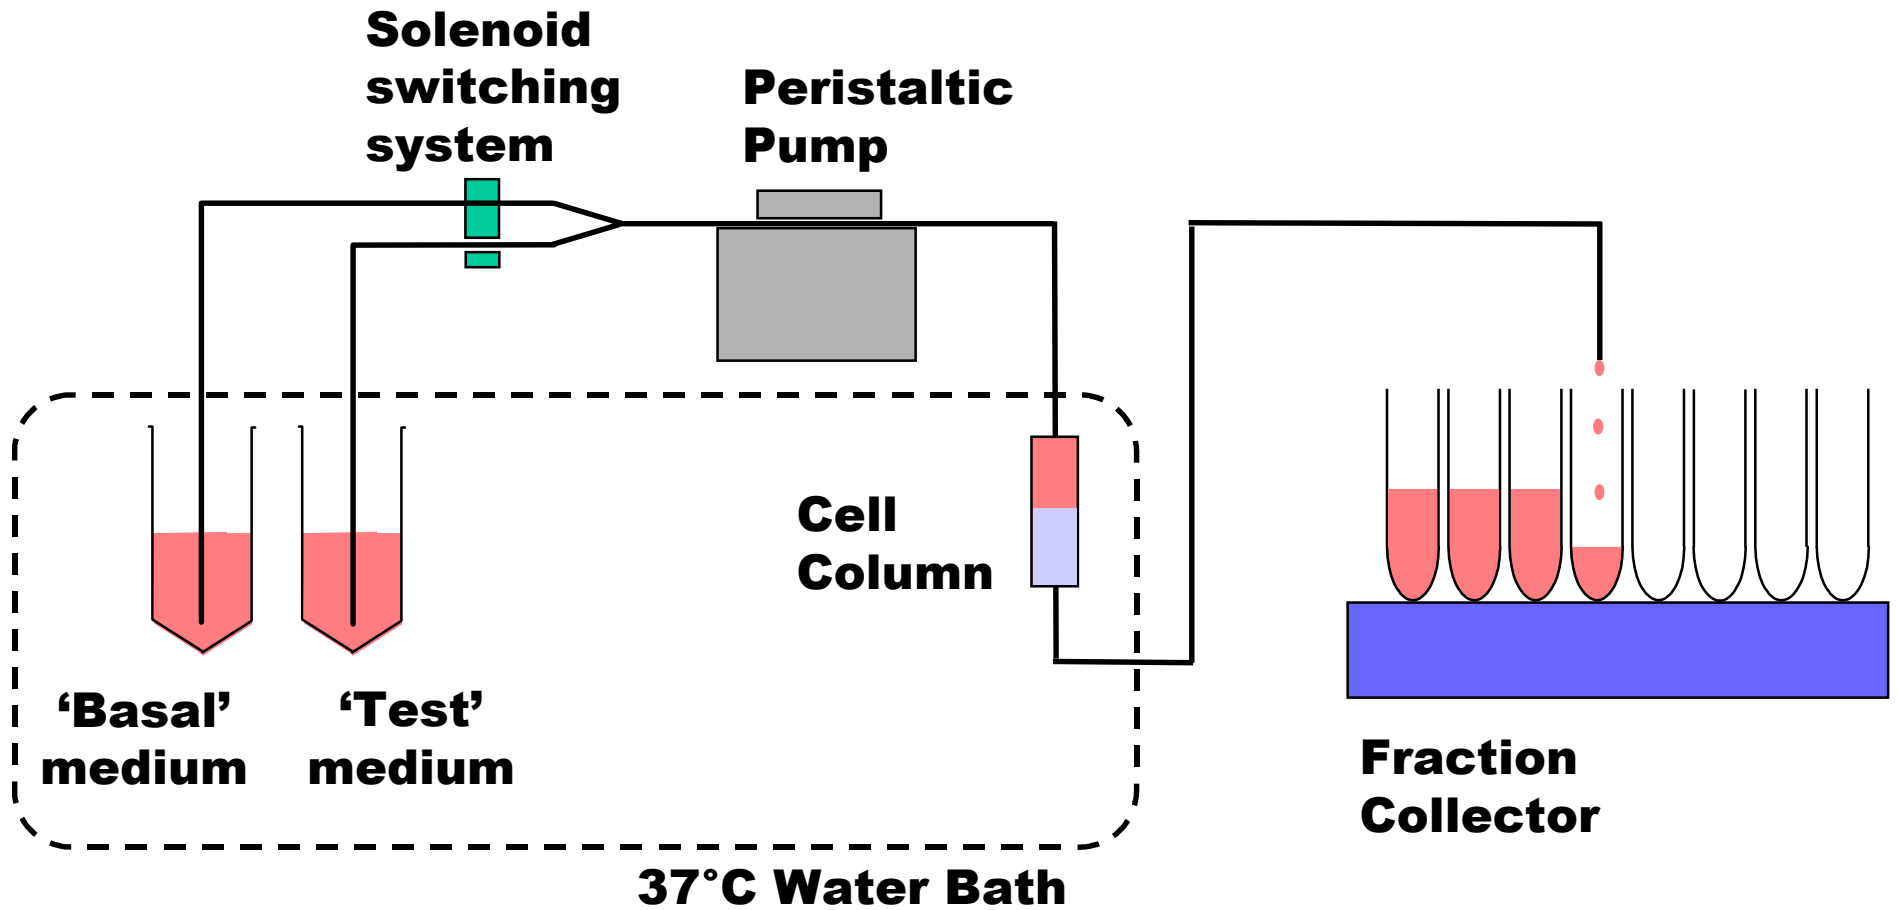 Solenoid
switching
system
Peristaltic
Pump
Cell
Column
‘Basal’
medium
‘Test’
medium
Fraction
Collector
37°C Water Bath